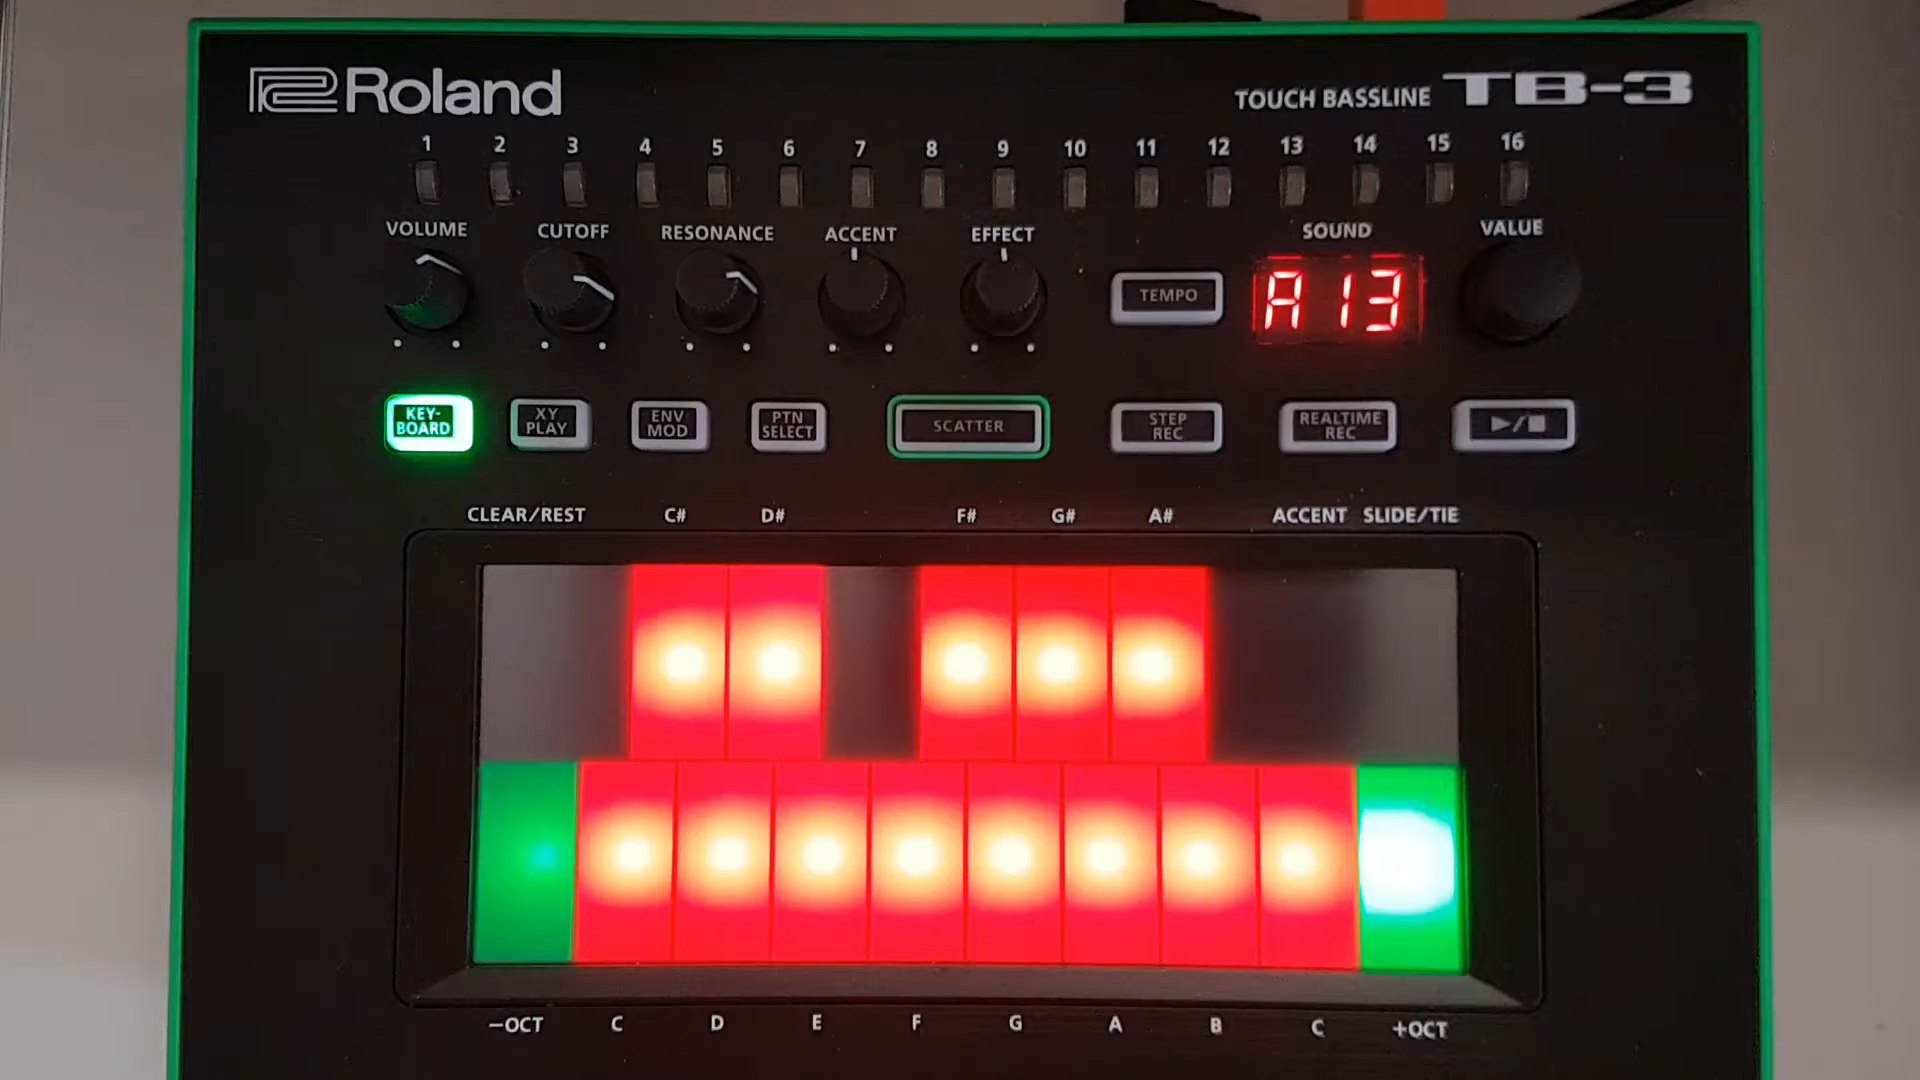 Roland
TOUCH BASSLINE TB-3
1 2 3 4 5 6 7 8 9 10 11 12 13 14 15 16
VOLUME CUTOFF RESONANCE ACCENT EFFECT SOUND VALUE
TEMPO A13
KEY-
BOARD
XY
PLAY
ENV
MOD
PTN
SELECT
SCATTER
STEP
REC
REALTIME
REC
CLEAR/REST C# D# F# G# A# ACCENT SLIDE/TIE
−OCT C D E F G A B C +OCT